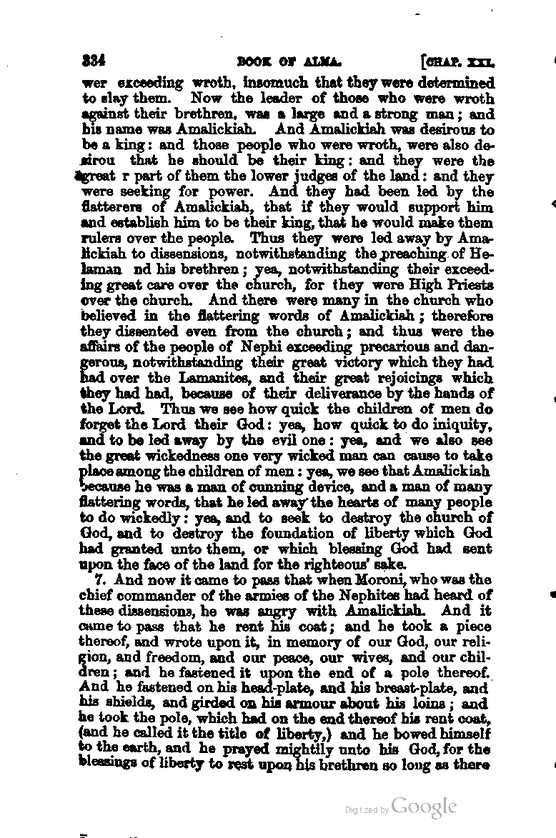 334 BOOK OF ALMA. [CHAP. XXI.
wer exceeding wroth, insomuch that they were determined
to slay them. Now the leader of those who were wroth
against their brethren, was a large and a strong man; and
his name was Amalickiah. And Amalickiah was desirous to
be a king: and those people who were wroth, were also de-
sirou that he should be their king: and they were the
great r part of them the lower judges of the land: and they
were seeking for power. And they had been led by the
flatterers of Amalickiah, that if they would support him
and establish him to be their king, that he would make them
rulers over the people. Thus they were led away by Ama-
lickiah to dissensions, notwithstanding the preaching of He-
laman nd his brethren; yea, notwithstanding their exceed-
ing great care over the church, for they were High Priests
over the church. And there were many in the church who
believed in the flattering words of Amalickiah; therefore
they dissented even from the church; and thus were the
affairs of the people of Nephi exceeding precarious and dan-
gerous, notwithstanding their great victory which they had
had over the Lamanites, and their great rejoicings which
they had had, because of their deliverance by the hands of
the Lord. Thus we see how quick the children of men do
forget the Lord their God: yea, how quick to do iniquity,
and to be led away by the evil one: yea, and we also see
the great wickedness one very wicked man can cause to take
place among the children of men: yea, we see that Amalickiah
because he was a man of cunning device, and a man of many
flattering words, that he led away the hearts of many people
to do wickedly: yea, and to seek to destroy the church of
God, and to destroy the foundation of liberty which God
had granted unto them, or which blessing God had sent
upon the face of the land for the righteous' sake.
7. And now it came to pass that when Moroni, who was the
chief commander of the armies of the Nephites had heard of
these dissensions, he was angry with Amalickiah. And it
came to pass that he rent his coat; and he took a piece
thereof, and wrote upon it, in memory of our God, our reli-
gion, and freedom, and our peace, our wives, and our chil-
dren; and he fastened it upon the end of a pole thereof.
And he fastened on his head-plate, and his breast-plate, and
his shields, and girded on his armour about his loins; and
he took the pole, which had on the end thereof his rent coat,
(and he called it the title of liberty,) and he bowed himself
to the earth, and he prayed mightily unto his God, for the
blessings of liberty to rest upon his brethren so long as there
Digitized by Google